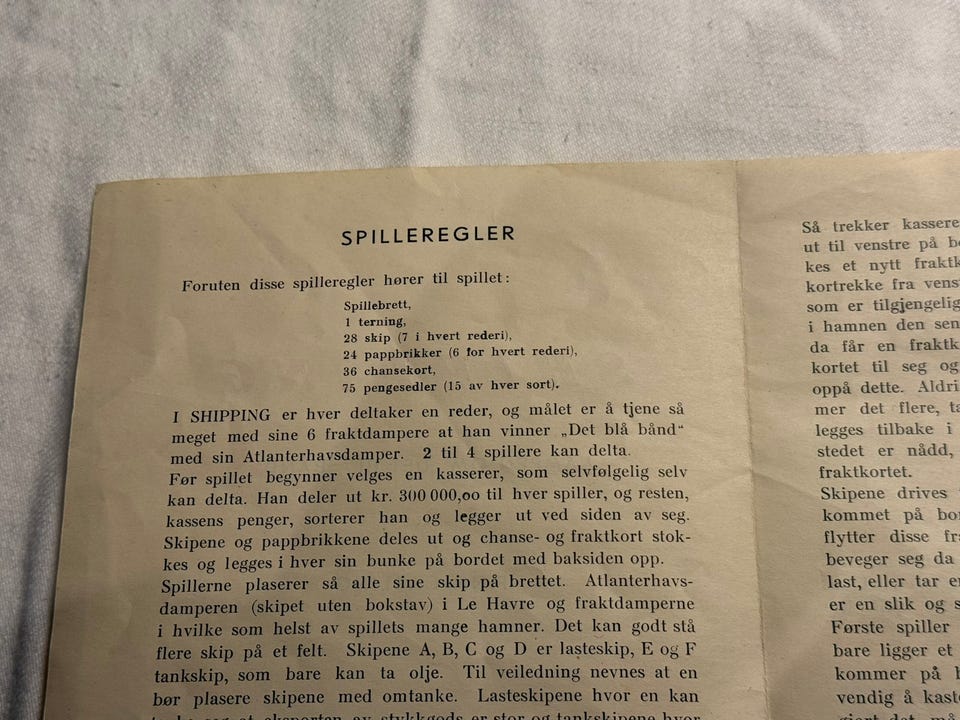 SPILLEREGLER
Foruten disse spilleregler hører til spillet:
Spillebrett,
1 terning,
28 skip (7 i hvert rederi),
24 pappbrikker (6 for hvert rederi),
36 chansekort,
75 pengesedler (15 av hver sort).
I SHIPPING er hver deltaker en reder, og målet er å tjene så
meget med sine 6 fraktdampere at han vinner „Det blå bånd“
med sin Atlanterhavsdamper. 2 til 4 spillere kan delta.
Før spillet begynner velges en kasserer, som selvfølgelig selv
kan delta. Han deler ut kr. 300 000,00 til hver spiller, og resten,
kassens penger, sorterer han og legger ut ved siden av seg.
Skipene og pappbrikkene deles ut og chanse- og fraktkort stok-
kes og legges i hver sin bunke på bordet med baksiden opp.
Spillerne plaserer så alle sine skip på brettet. Atlanterhavs-
damperen (skipet uten bokstav) i Le Havre og fraktdamperne
i hvilke som helst av spillets mange hamner. Det kan godt stå
flere skip på et felt. Skipene A, B, C og D er lasteskip, E og F
tankskip, som bare kan ta olje. Til veiledning nevnes at en
bør plasere skipene med omtanke. Lasteskipene hvor en kan
Så trekker kassere
ut til venstre på
kes et nytt
kortrekke fra
som er tilgjengelig
i hamnen den
da får en
kortet til seg og
oppå dette.
mer det flere,
legges tilbake i
stedet er nådd,
fraktkortet.
Skipene drives
kommet på
flytter disse
beveger seg da
last, eller tar
er en slik og
Første spiller
bare ligger et
kommer på
vendig å